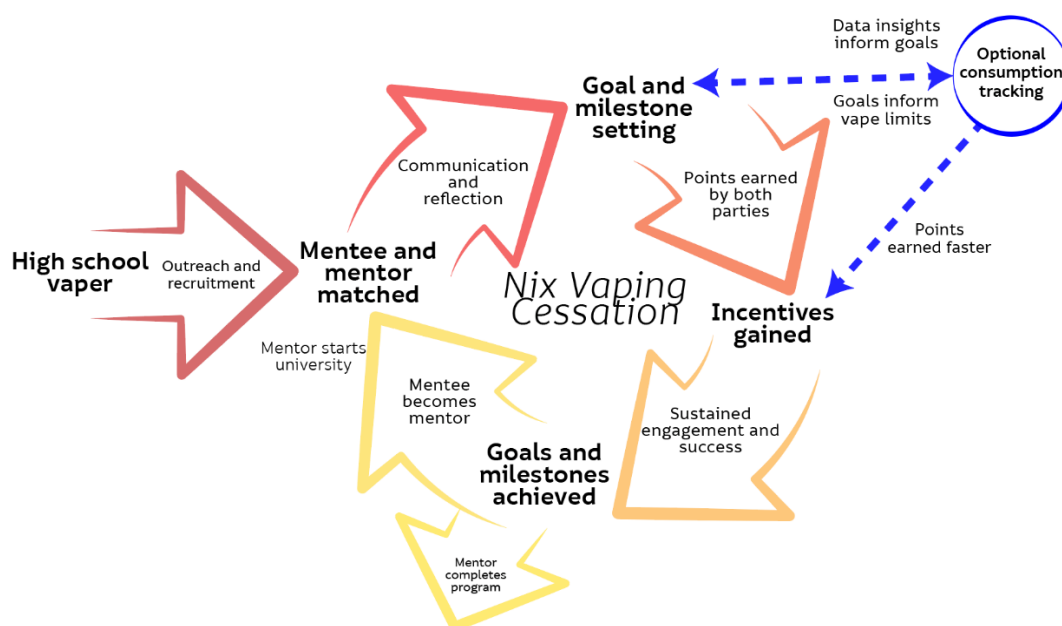 High school
vaper
Outreach and
recruitment
Mentee and
mentor
matched
Mentor starts
university
Communication
and
reflection
Goal and
milestone
setting
Data insights
inform goals
Goals inform
vape limits
Optional
consumption
tracking
Points earned
by both
parties
Points
earned faster
Nix Vaping
Cessation
Incentives
gained
Sustained
engagement and
success
Goals and
milestones
achieved
Mentee
becomes
mentor
Mentor
completes
program